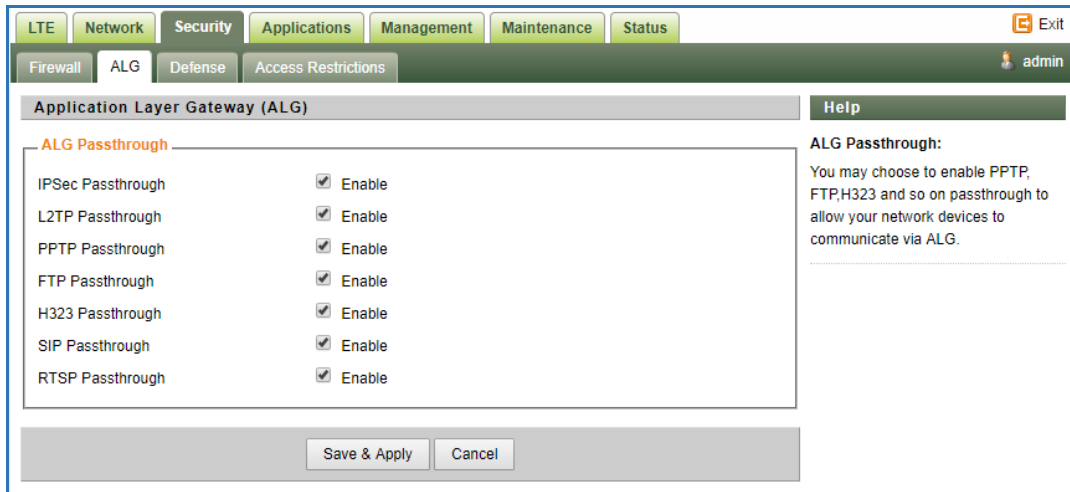 LTE Network Security Applications Management Maintenance Status Exit
Firewall ALG Defense Access Restrictions admin
Application Layer Gateway (ALG)
ALG Passthrough
IPSec Passthrough Enable
L2TP Passthrough Enable
PPTP Passthrough Enable
FTP Passthrough Enable
H323 Passthrough Enable
SIP Passthrough Enable
RTSP Passthrough Enable
Save & Apply Cancel
Help
ALG Passthrough:
You may choose to enable PPTP,
FTP,H323 and so on passthrough to
allow your network devices to
communicate via ALG.